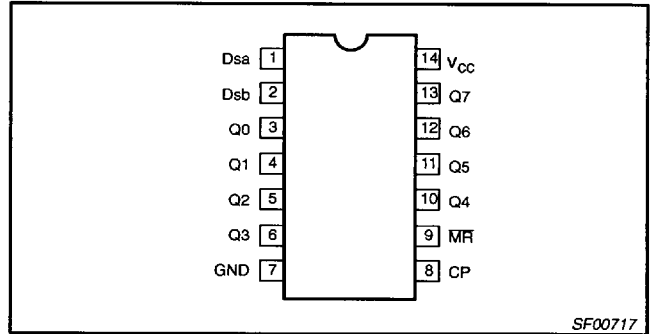 Dsa 1 14 VCC
Dsb 2 13 Q7
Q0 3 12 Q6
Q1 4 11 Q5
Q2 5 10 Q4
Q3 6 9 M̅R̅
GND 7 8 CP
SF00717